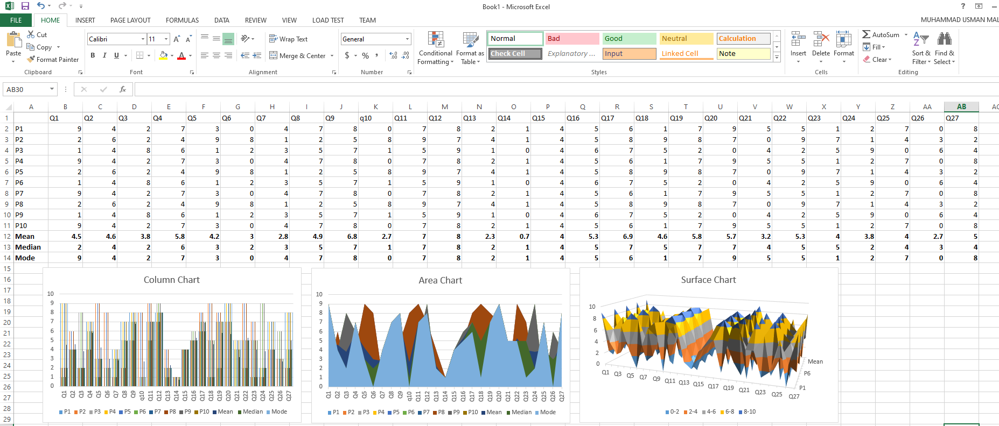 Book1 - Microsoft Excel
?
FILE HOME INSERT PAGE LAYOUT FORMULAS DATA REVIEW VIEW LOAD TEST TEAM
MUHAMMAD USMAN MAL
Paste
Cut
Copy
Format Painter
Clipboard
Calibri 11
B I U
Font
Wrap Text
Merge & Center
Alignment
General
$ % ,
Number
Conditional Formatting
Format as Table
Normal Bad Good Neutral Calculation
Check Cell Explanatory ... Input Linked Cell Note
Styles
Insert Delete Format
Cells
AutoSum
Fill
Clear
Sort & Filter
Find & Select
Editing
AB30 fx
A B C D E F G H I J K L M N O P Q R S T U V W X Y Z AA AB AC
1 Q1 Q2 Q3 Q4 Q5 Q6 Q7 Q8 Q9 q10 Q11 Q12 Q13 Q14 Q15 Q16 Q17 Q18 Q19 Q20 Q21 Q22 Q23 Q24 Q25 Q26 Q27
2 P1 9 4 2 7 3 0 4 7 8 0 7 8 2 1 4 5 6 1 7 9 5 5 1 2 7 0 8
3 P2 2 6 2 4 9 8 1 2 5 8 9 7 4 1 4 5 8 9 8 7 0 9 7 1 4 3 2
4 P3 1 4 8 6 1 2 3 5 7 1 5 9 1 0 4 6 7 5 2 0 4 2 5 9 0 6 4
5 P4 9 4 2 7 3 0 4 7 8 0 7 8 2 1 4 5 6 1 7 9 5 5 1 2 7 0 8
6 P5 2 6 2 4 9 8 1 2 5 8 9 7 4 1 4 5 8 9 8 7 0 9 7 1 4 3 2
7 P6 1 4 8 6 1 2 3 5 7 1 5 9 1 0 4 6 7 5 2 0 4 2 5 9 0 6 4
8 P7 9 4 2 7 3 0 4 7 8 0 7 8 2 1 4 5 6 1 7 9 5 5 1 2 7 0 8
9 P8 2 6 2 4 9 8 1 2 5 8 9 7 4 1 4 5 8 9 8 7 0 9 7 1 4 3 2
10 P9 1 4 8 6 1 2 3 5 7 1 5 9 1 0 4 6 7 5 2 0 4 2 5 9 0 6 4
11 P10 9 4 2 7 3 0 4 7 8 0 7 8 2 1 4 5 6 1 7 9 5 5 1 2 7 0 8
12 Mean 4.5 4.6 3.8 5.8 4.2 3 2.8 4.9 6.8 2.7 7 8 2.3 0.7 4 5.3 6.9 4.6 5.8 5.7 3.2 5.3 4 3.8 4 2.7 5
13 Median 2 4 2 6 3 2 3 5 7 1 7 8 2 1 4 5 7 5 7 7 4 5 5 2 4 3 4
14 Mode 9 4 2 7 3 0 4 7 8 0 7 8 2 1 4 5 6 1 7 9 5 5 1 2 7 0 8
15
16
17
18
19
20
21
22
23
24
25
26
27
28
29
Column Chart
10
9
8
7
6
5
4
3
2
1
0
Q1 Q2 Q3 Q4 Q5 Q6 Q7 Q8 Q9 q10 Q11 Q12 Q13 Q14 Q15 Q16 Q17 Q18 Q19 Q20 Q21 Q22 Q23 Q24 Q25 Q26 Q27
P1 P2 P3 P4 P5 P6 P7 P8 P9 P10 Mean Median Mode
Area Chart
10
9
8
7
6
5
4
3
2
1
0
Q1 Q2 Q3 Q4 Q5 Q6 Q7 Q8 Q9 q10 Q11 Q12 Q13 Q14 Q15 Q16 Q17 Q18 Q19 Q20 Q21 Q22 Q23 Q24 Q25 Q26 Q27
P1 P2 P3 P4 P5 P6 P7 P8 P9 P10 Mean Median Mode
Surface Chart
10
8
6
4
2
0
Q1 Q3 Q5 Q7 Q9 Q11 Q13 Q15 Q17 Q19 Q21 Q23 Q25 Q27
Mean
P6
P1
0-2 2-4 4-6 6-8 8-10